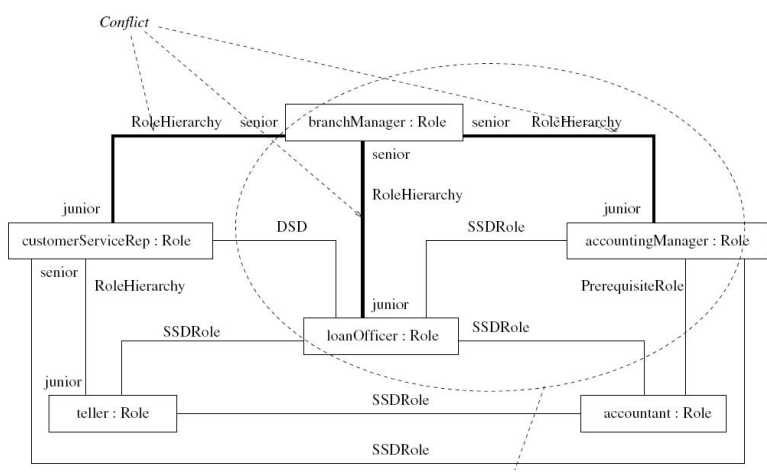 Conflict
RoleHierarchy senior branchManager : Role senior RoleHierarchy
senior
RoleHierarchy
junior junior
customerServiceRep : Role DSD SSDRole accountingManager : Role
senior
RoleHierarchy PrerequisiteRole
junior
SSDRole loanOfficer : Role SSDRole
junior
teller : Role SSDRole accountant : Role
SSDRole